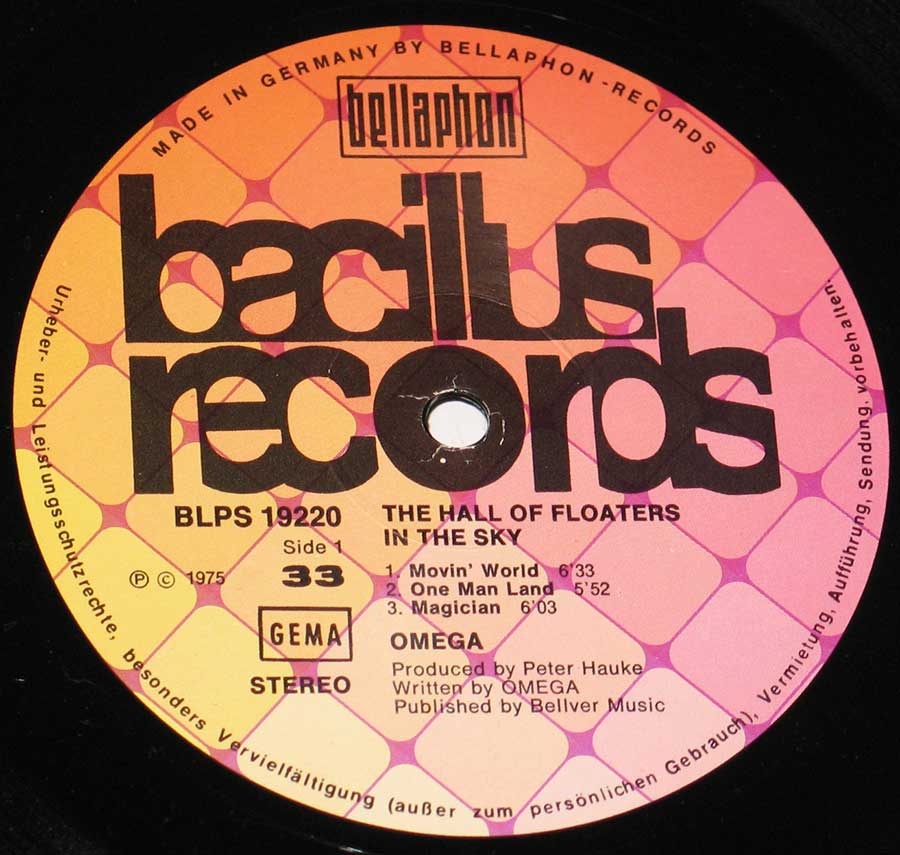 MADE IN GERMANY BY BELLAPHON-RECORDS
bellaphon
bacillus
records
BLPS 19220
Side 1
33
℗ © 1975
GEMA
STEREO
THE HALL OF FLOATERS
IN THE SKY
1. Movin' World 6'33
2. One Man Land 5'52
3. Magician 6'03
OMEGA
Produced by Peter Hauke
Written by OMEGA
Published by Bellver Music
Urheber- und Leistungsschutzrechte, besonders Vervielfältigung (außer zum persönlichen Gebrauch), Vermietung, Aufführung, Sendung, vorbehalten.